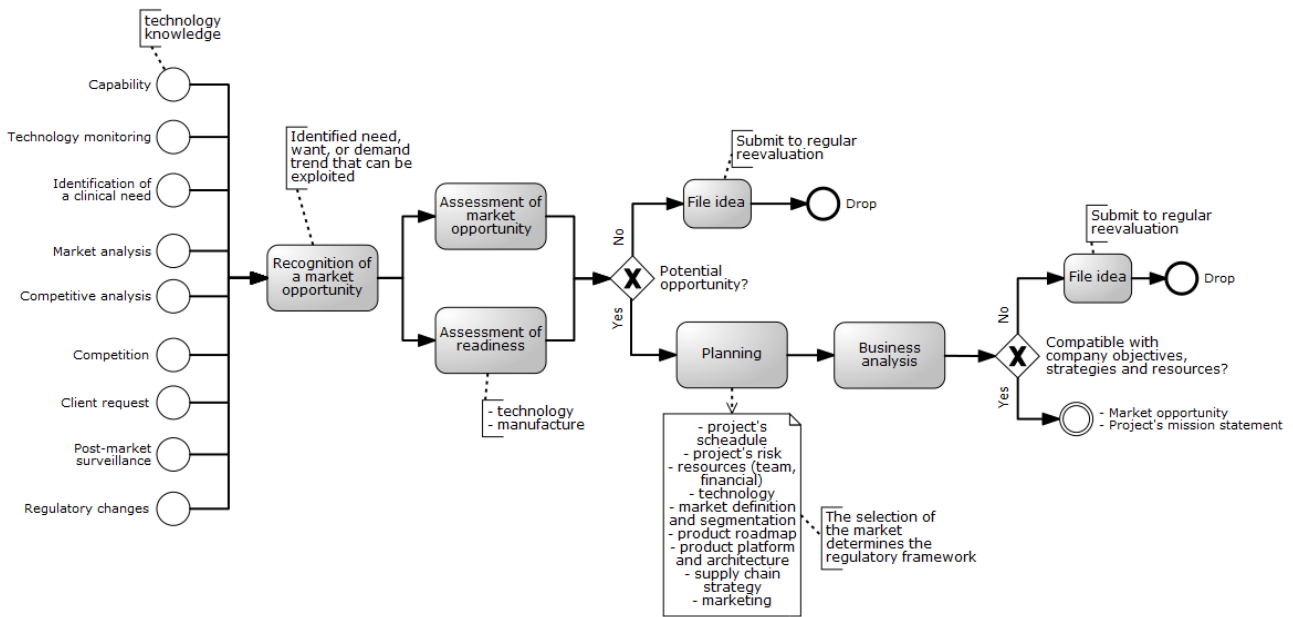 technology
knowledge
Capability
Technology monitoring
Identification of
a clinical need
Market analysis
Competitive analysis
Competition
Client request
Post-market
surveillance
Regulatory changes
Identified need,
want, or demand
trend that can be
exploited
Recognition of
a market
opportunity
Assessment of
market
opportunity
Assessment of
readiness
- technology
- manufacture
No
Yes
Potential
opportunity?
Submit to regular
reevaluation
File idea
Drop
Planning
- project's
scheadule
- project's risk
- resources (team,
financial)
- technology
- market definition
and segmentation
- product roadmap
- product platform
and architecture
- supply chain
strategy
- marketing
The selection of
the market
determines the
regulatory framework
Business
analysis
No
Yes
Compatible with
company objectives,
strategies and resources?
Submit to regular
reevaluation
File idea
Drop
- Market opportunity
- Project's mission statement